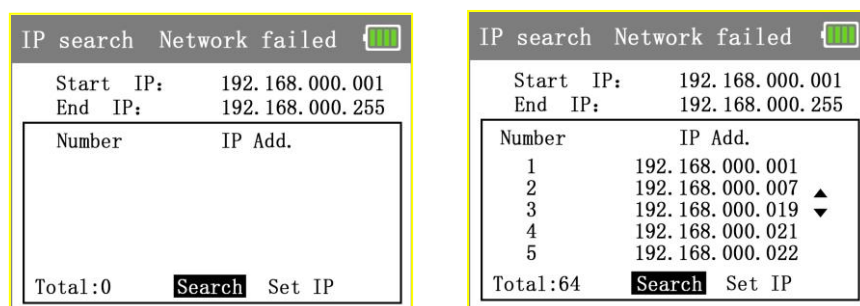 IP search Network failed
Start IP: 192.168.000.001
End IP: 192.168.000.255
Number IP Add.
Total:0 Search Set IP
IP search Network failed
Start IP: 192.168.000.001
End IP: 192.168.000.255
Number IP Add.
1 192.168.000.001
2 192.168.000.007
3 192.168.000.019
4 192.168.000.021
5 192.168.000.022
Total:64 Search Set IP